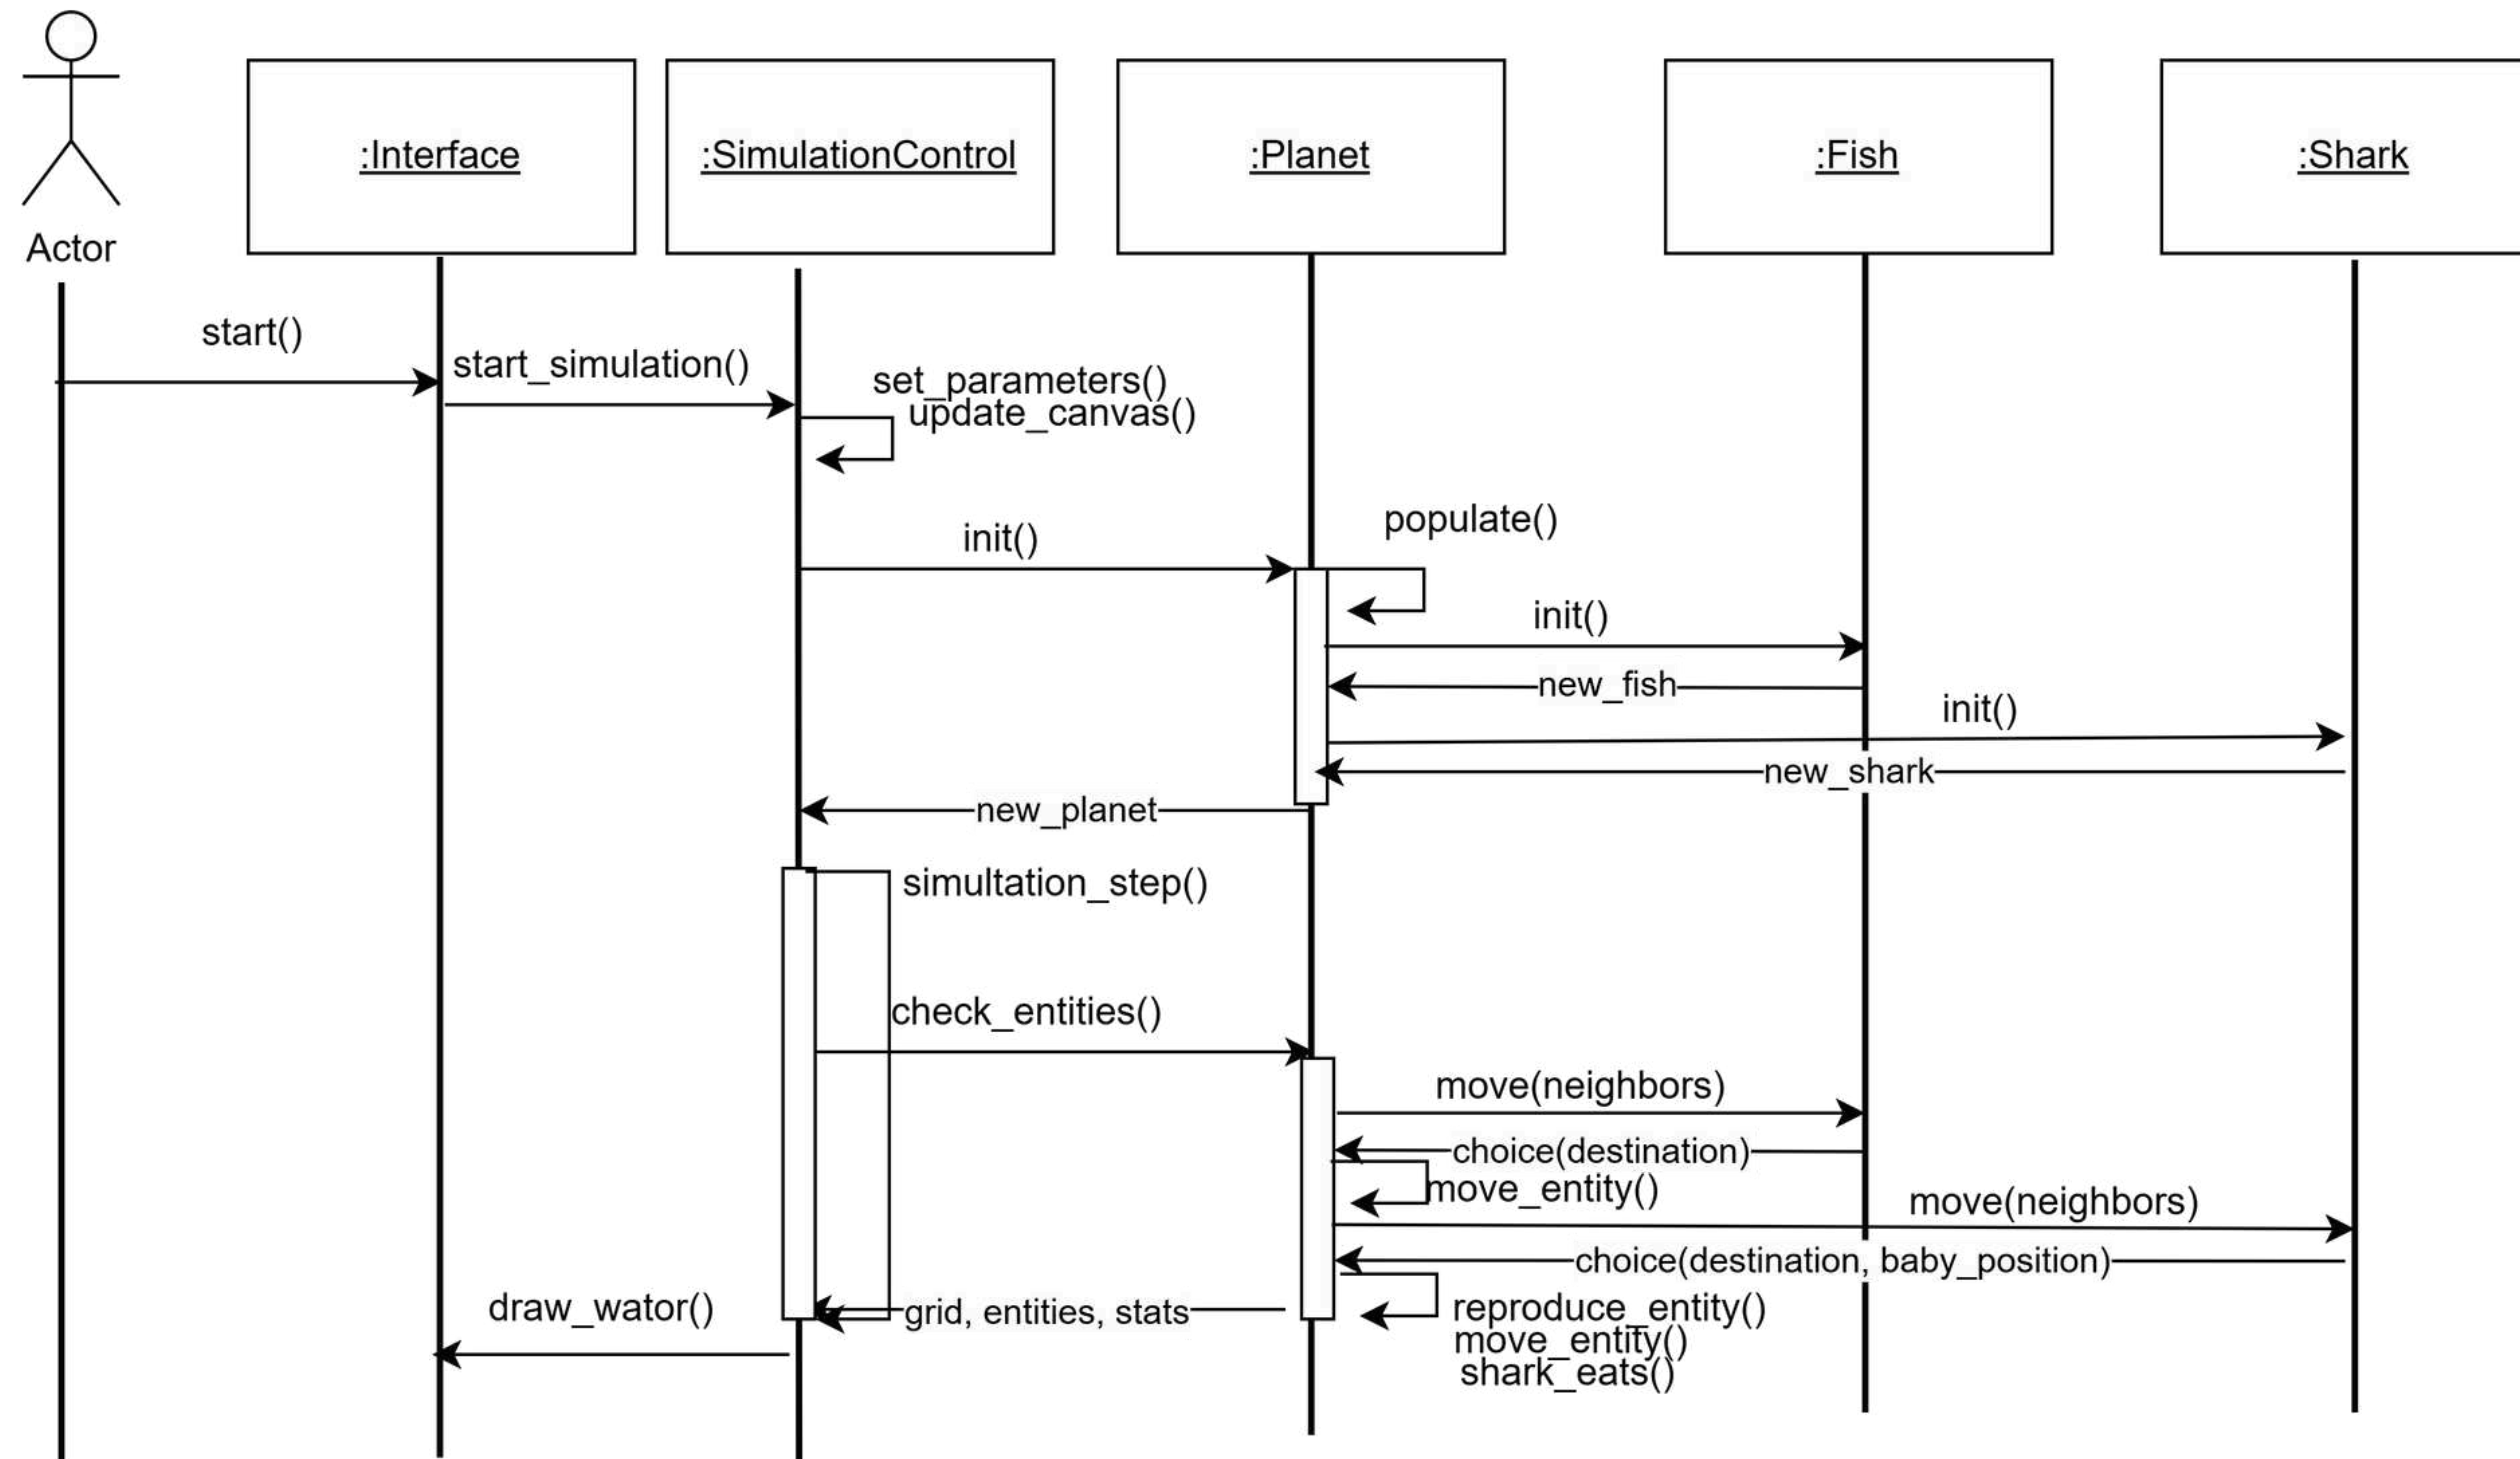 :Interface
:SimulationControl
:Planet
:Fish
:Shark
Actor
start()
start_simulation()
set_parameters()
update_canvas()
populate()
init()
init()
new_fish
init()
new_shark
new_planet
simultation_step()
check_entities()
move(neighbors)
choice(destination)
move_entity()
move(neighbors)
choice(destination, baby_position)
draw_wator()
grid, entities, stats
reproduce_entity()
move_entity()
shark_eats()